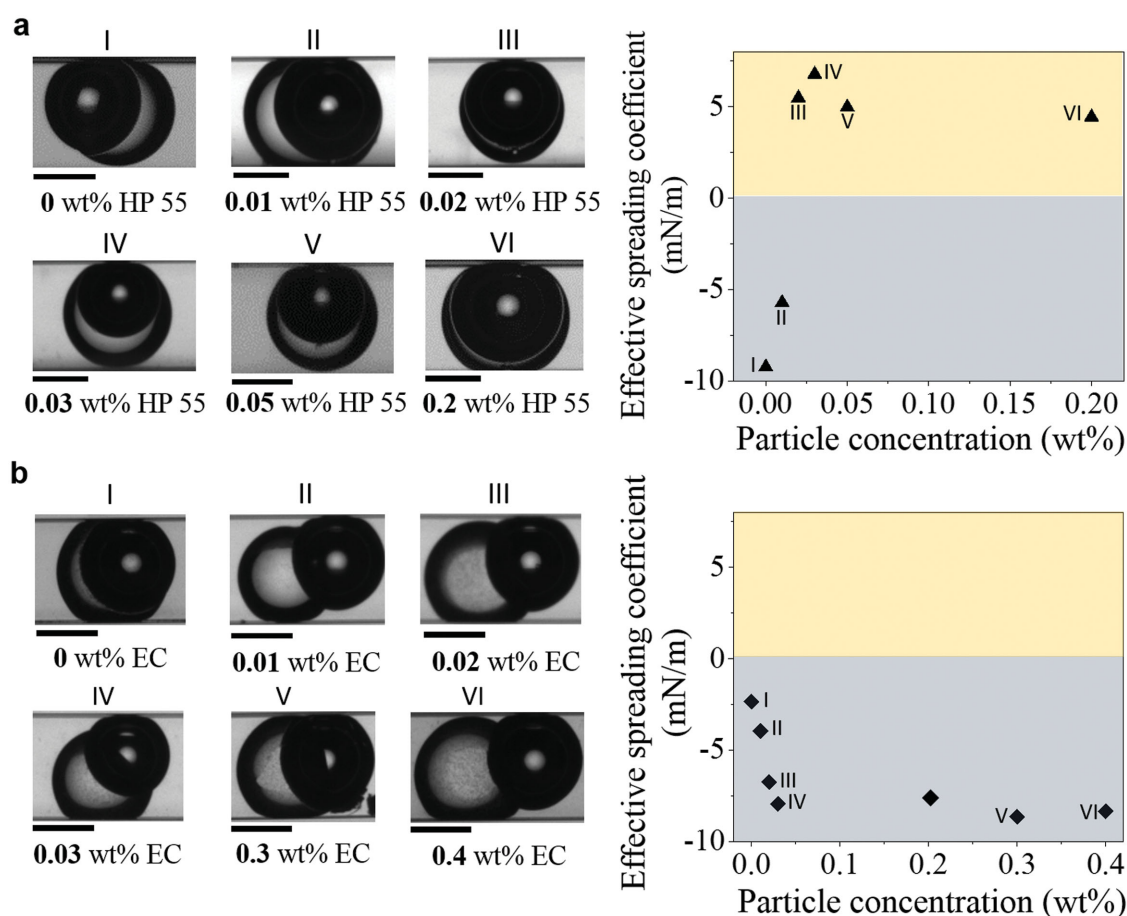 a
I
II
III
0 wt% HP 55
0.01 wt% HP 55
0.02 wt% HP 55
IV
V
VI
0.03 wt% HP 55
0.05 wt% HP 55
0.2 wt% HP 55
Effective spreading coefficient
(mN/m)
5
0
-5
-10
I
II
III
IV
V
VI
0.00
0.05
0.10
0.15
0.20
Particle concentration (wt%)
b
I
II
III
0 wt% EC
0.01 wt% EC
0.02 wt% EC
IV
V
VI
0.03 wt% EC
0.3 wt% EC
0.4 wt% EC
Effective spreading coefficient
(mN/m)
5
0
-5
-10
I
II
III
IV
V
VI
0.0
0.1
0.2
0.3
0.4
Particle concentration (wt%)